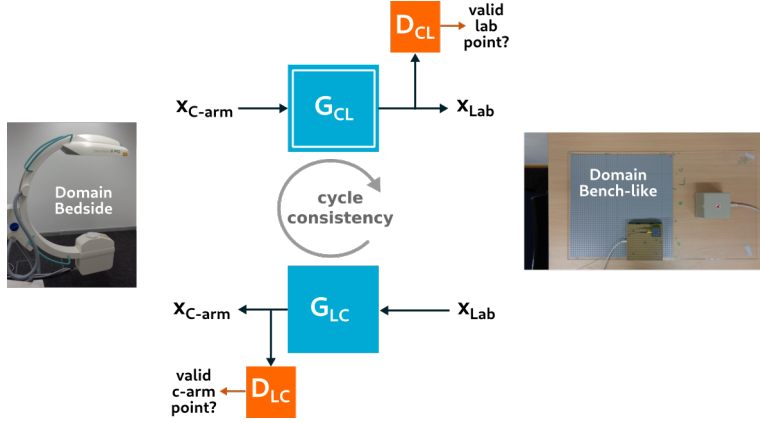 D_CL
valid
lab
point?
x_C-arm
G_CL
x_Lab
Domain
Bedside
cycle
consistency
Domain
Bench-like
x_C-arm
G_LC
x_Lab
valid
c-arm
point?
D_LC